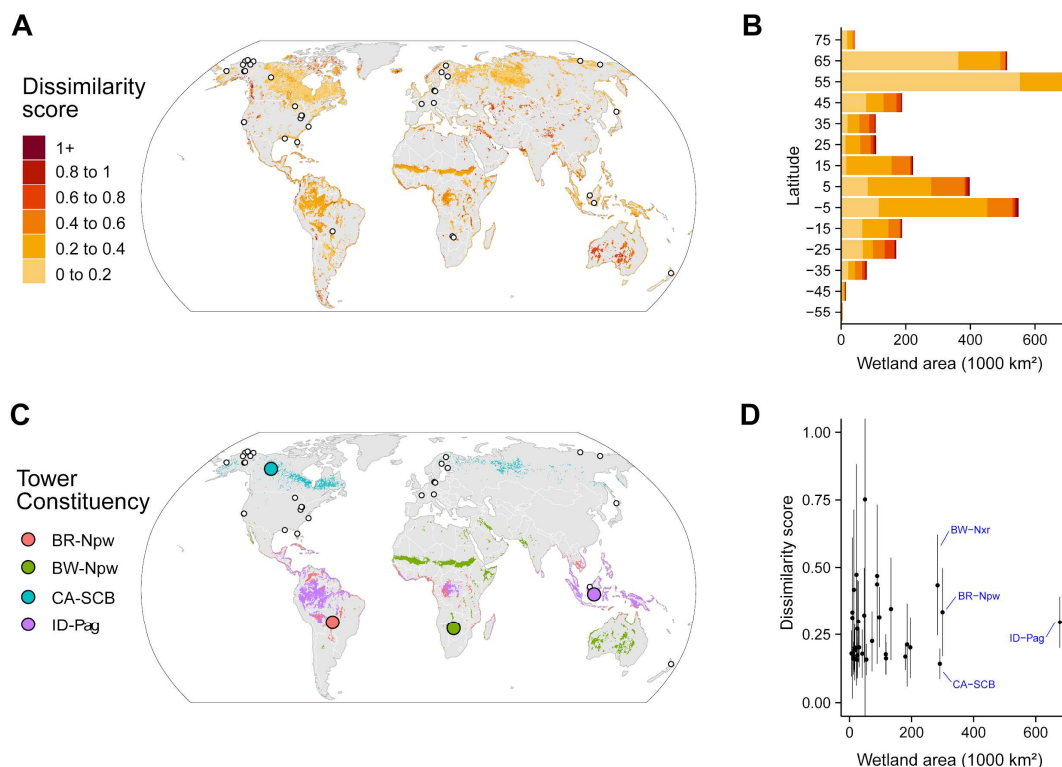 A
Dissimilarity
score
1+
0.8 to 1
0.6 to 0.8
0.4 to 0.6
0.2 to 0.4
0 to 0.2
B
Latitude
75
65
55
45
35
25
15
5
−5
−15
−25
−35
−45
−55
0
200
400
600
Wetland area (1000 km²)
C
Tower
Constituency
BR-Npw
BW-Npw
CA-SCB
ID-Pag
D
Dissimilarity score
1.00
0.75
0.50
0.25
0.00
BW−Nxr
BR−Npw
ID−Pag
CA−SCB
0
200
400
600
Wetland area (1000 km²)